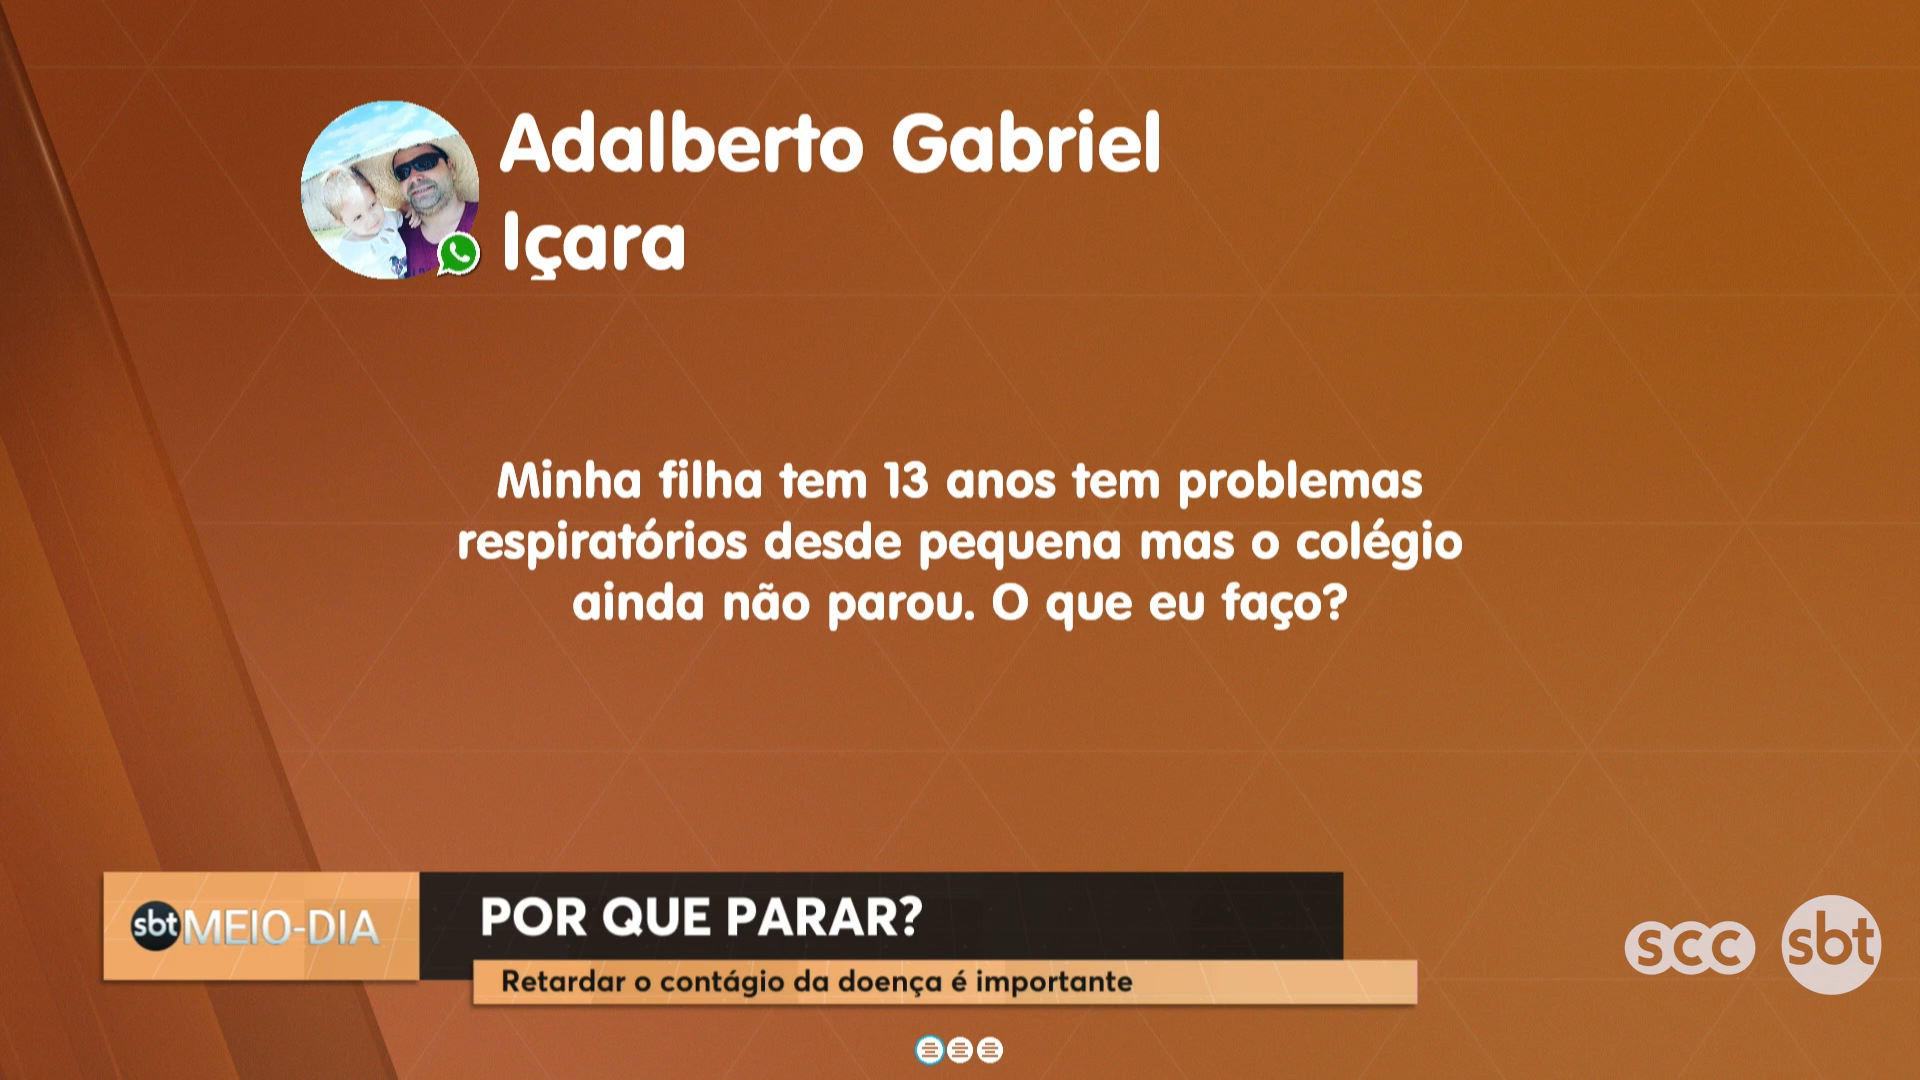 Adalberto Gabriel
Içara
Minha filha tem 13 anos tem problemas
respiratórios desde pequena mas o colégio
ainda não parou. O que eu faço?
sbt MEIO-DIA
POR QUE PARAR?
Retardar o contágio da doença é importante
scc sbt